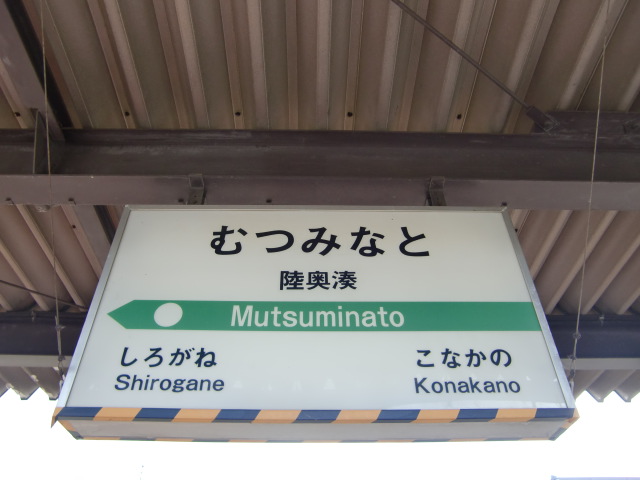 むつみなと
陸奥湊
Mutsuminato
しろがね こなかの
Shirogane Konakano